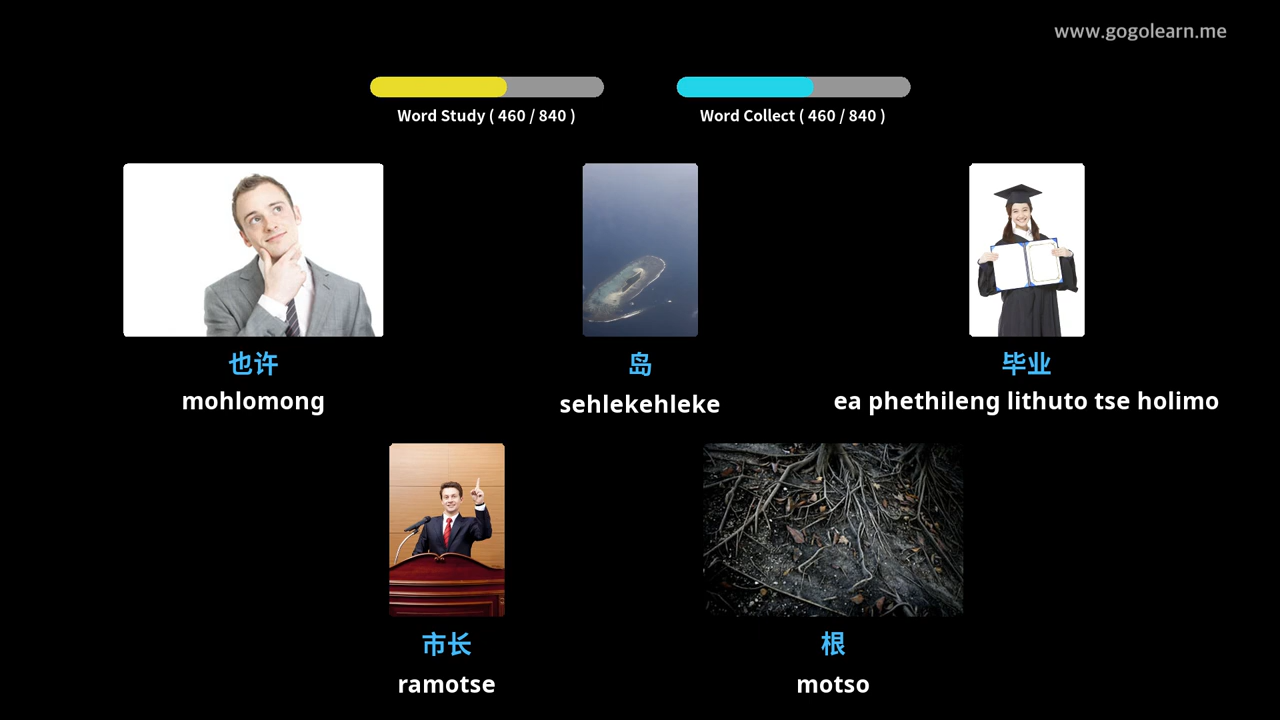 www.gogolearn.me
Word Study ( 460 / 840 )
Word Collect ( 460 / 840 )
也许
mohlomong
岛
sehlekehleke
毕业
ea phethileng lithuto tse holimo
市长
ramotse
根
motso